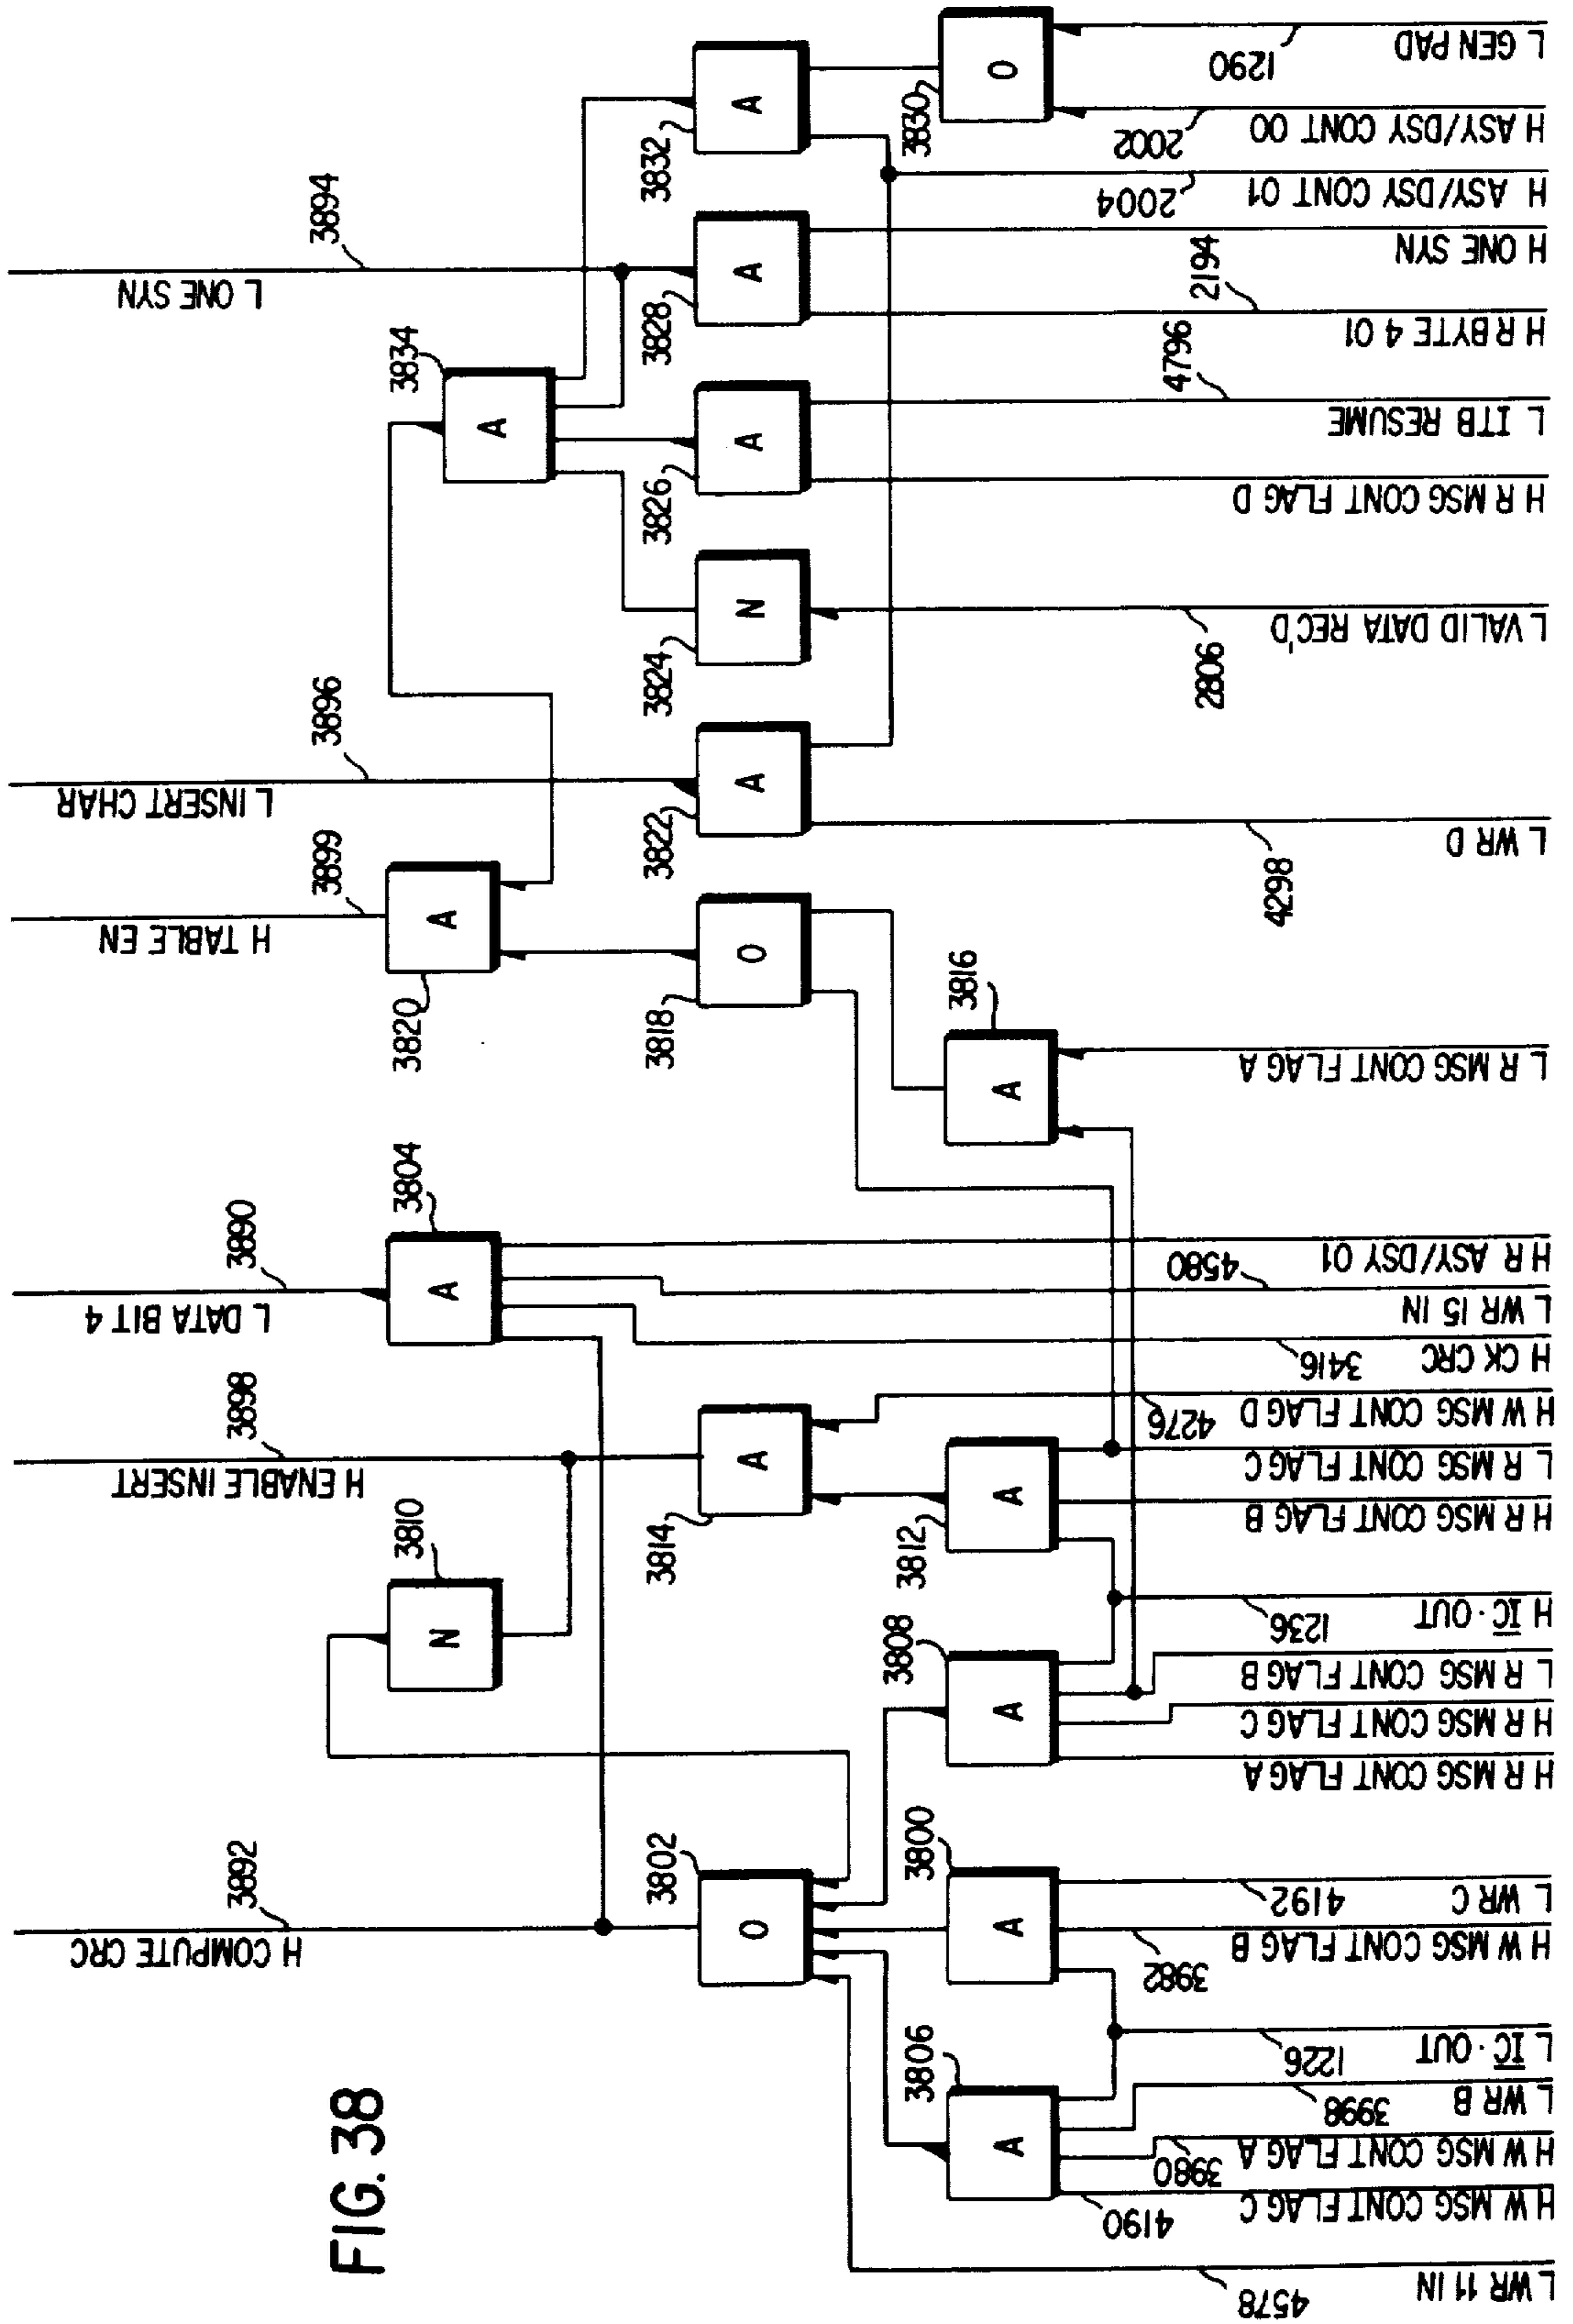 FIG. 38
L WR 11 IN
4578
H W MSG CONT FLAG C
4190
H W MSG CONT FLAG A
3980
L WR B
3998
L IC · OUT
1226
H W MSG CONT FLAG B
3982
L WR C
4192
H R MSG CONT FLAG A
H R MSG CONT FLAG C
L R MSG CONT FLAG B
H IC · OUT
1236
H R MSG CONT FLAG B
L R MSG CONT FLAG C
H W MSG CONT FLAG D
4276
H CK CRC
3416
L WR 15 IN
4580
H R ASY/DSY 01
L R MSG CONT FLAG A
L WR D
4298
L VALID DATA REC'D
2806
H R MSG CONT FLAG D
L ITB RESUME
4796
H R BYTE 4 01
2194
H ONE SYN
H ASY/DSY CONT 01
2004
H ASY/DSY CONT 00
2002
L GEN PAD
1290
A
3806
A
3800
A
3808
A
3812
A
3816
O
3830
O
3802
A
3814
O
3818
A
3822
N
3824
A
3826
A
3828
A
3832
N
3810
A
3804
A
3820
A
3834
H COMPUTE CRC
3892
H ENABLE INSERT
3898
L DATA BIT 4
3890
H TABLE EN
3899
L INSERT CHAR
3896
L ONE SYN
3894